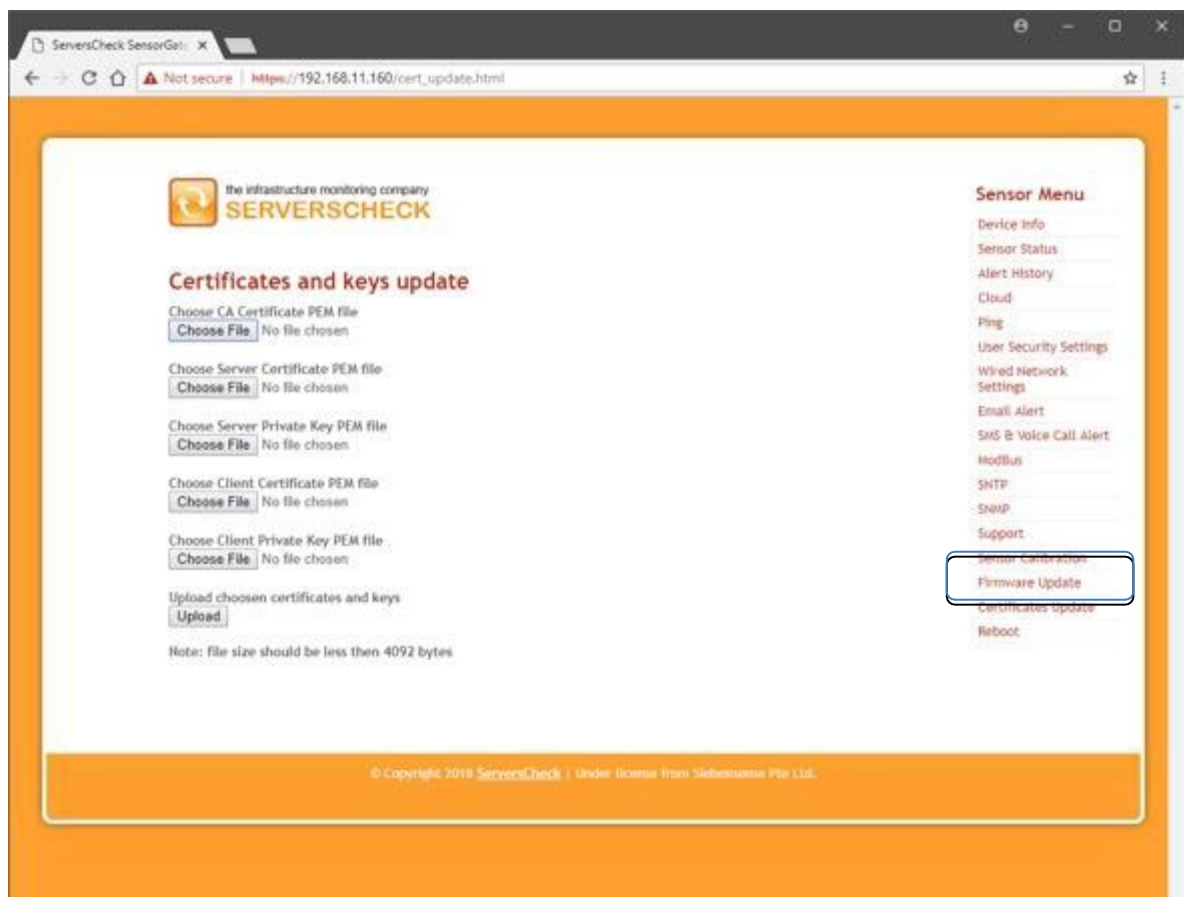 ServersCheck SensorGat
Not secure
https://192.168.11.160/cert_update.html
the infrastructure monitoring company
SERVERSCHECK
Certificates and keys update
Choose CA Certificate PEM file
Choose File No file chosen
Choose Server Certificate PEM file
Choose File No file chosen
Choose Server Private Key PEM file
Choose File No file chosen
Choose Client Certificate PEM file
Choose File No file chosen
Choose Client Private Key PEM file
Choose File No file chosen
Upload choosen certificates and keys
Upload
Note: file size should be less then 4092 bytes
Sensor Menu
Device Info
Sensor Status
Alert History
Cloud
Ping
User Security Settings
Wired Network
Settings
Email Alert
SMS & Voice Call Alert
ModBus
SNTP
SNMP
Support
Sensor Calibration
Firmware Update
Certificates Update
Reboot
© Copyright 2018 ServersCheck | Under license from Pte Ltd.